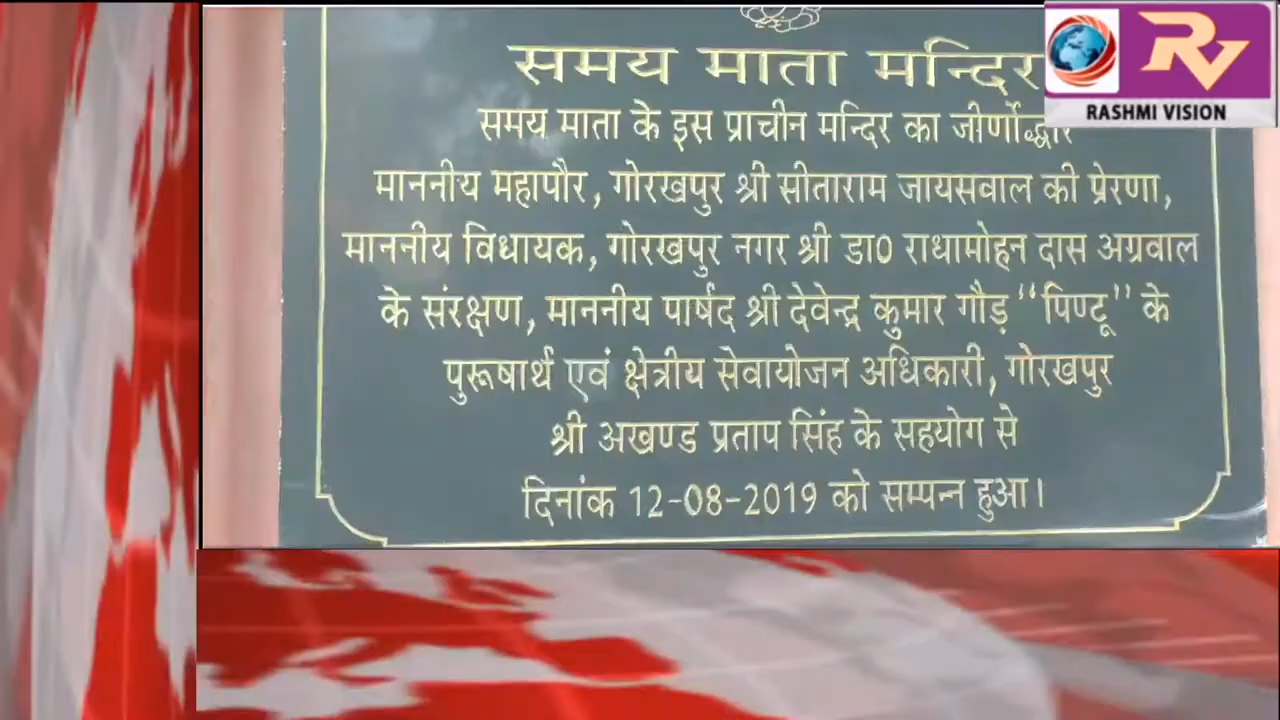 समय माता मन्दिर
समय माता के इस प्राचीन मन्दिर का जीर्णोद्धार
माननीय महापौर, गोरखपुर श्री सीताराम जायसवाल की प्रेरणा,
माननीय विधायक, गोरखपुर नगर श्री डा0 राधामोहन दास अग्रवाल
के संरक्षण, माननीय पार्षद श्री देवेन्द्र कुमार गौड़ “पिण्टू” के
पुरूषार्थ एवं क्षेत्रीय सेवायोजन अधिकारी, गोरखपुर
श्री अखण्ड प्रताप सिंह के सहयोग से
दिनांक 12-08-2019 को सम्पन्न हुआ।
RV
RASHMI VISION